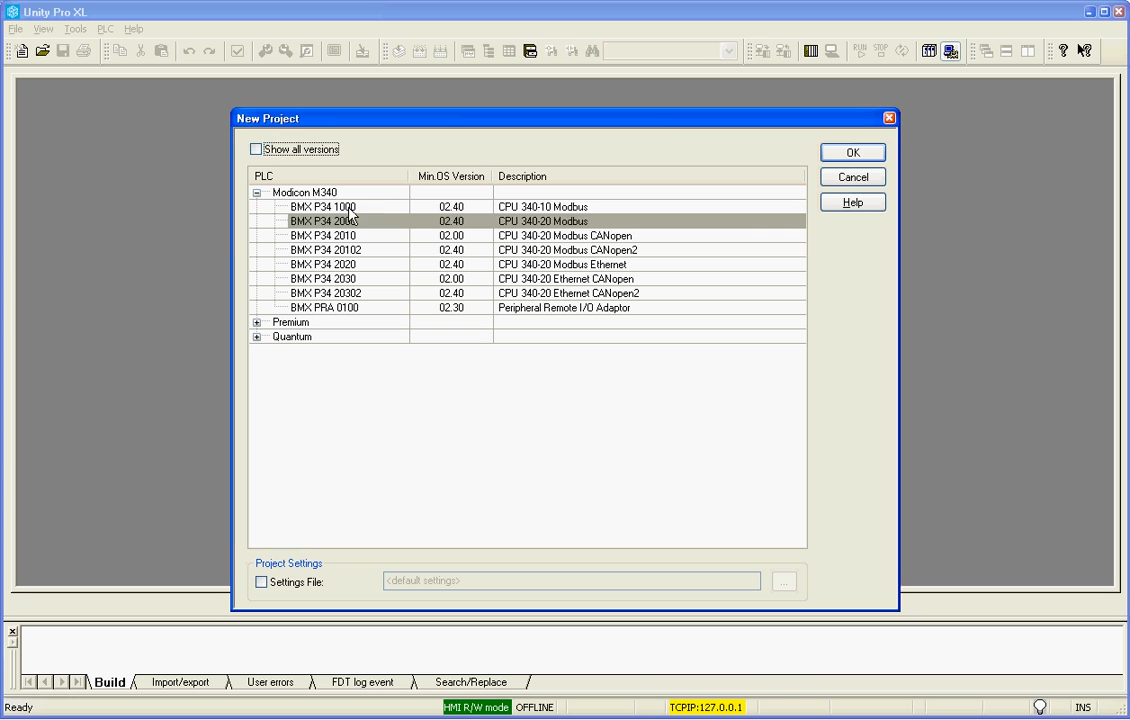 Unity Pro XL
File View Tools PLC Help
RUN STOP
New Project
Show all versions
OK
Cancel
Help
PLC Min.OS Version Description
Modicon M340
BMX P34 1000 02.40 CPU 340-10 Modbus
BMX P34 2000 02.40 CPU 340-20 Modbus
BMX P34 2010 02.00 CPU 340-20 Modbus CANopen
BMX P34 20102 02.40 CPU 340-20 Modbus CANopen2
BMX P34 2020 02.40 CPU 340-20 Modbus Ethernet
BMX P34 2030 02.00 CPU 340-20 Ethernet CANopen
BMX P34 20302 02.40 CPU 340-20 Ethernet CANopen2
BMX PRA 0100 02.30 Peripheral Remote I/O Adaptor
Premium
Quantum
Project Settings
Settings File: <default settings> ...
Build Import/export User errors FDT log event Search/Replace
Ready HMI R/W mode OFFLINE TCPIP:127.0.0.1 INS